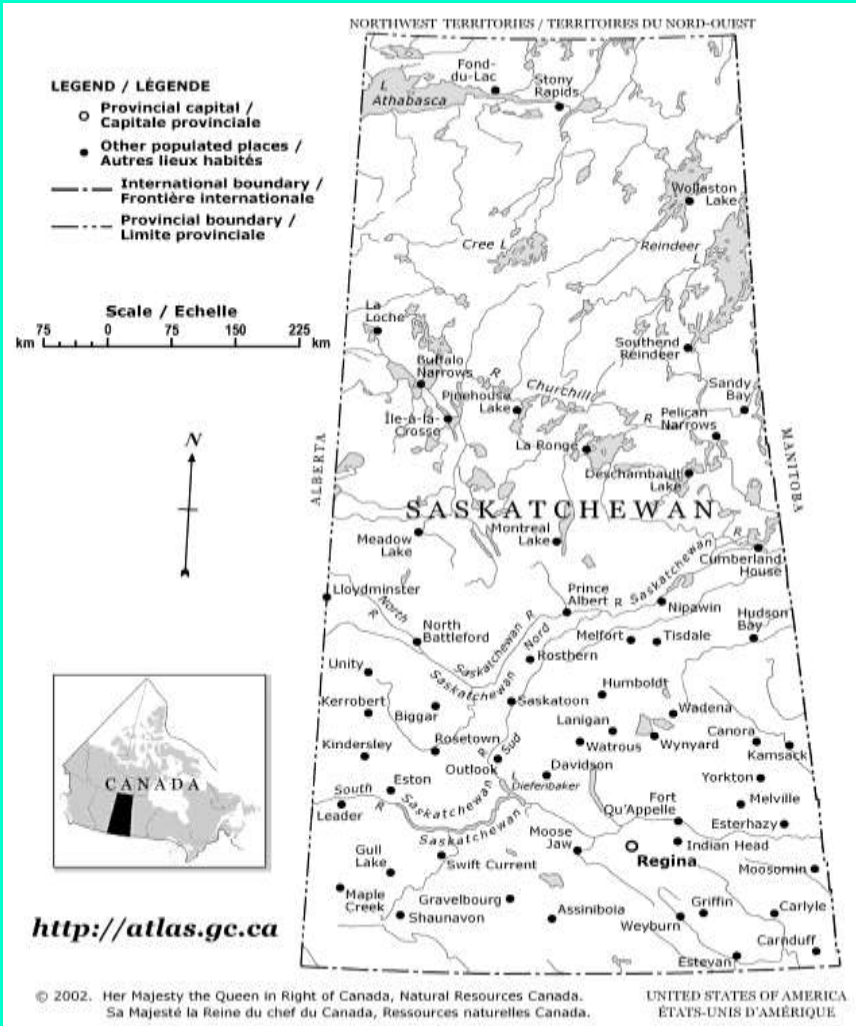 NORTHWEST TERRITORIES / TERRITOIRES DU NORD-OUEST
LEGEND / LÉGENDE
Provincial capital /
Capitale provinciale
Other populated places /
Autres lieux habités
International boundary /
Frontière internationale
Provincial boundary /
Limite provinciale
Scale / Echelle
75 0 75 150 225
km km
N
ALBERTA
MANITOBA
SASKATCHEWAN
Fond-
du-Lac
Stony
Rapids
L
Athabasca
Wollaston
Lake
Cree L
Reindeer
L
La
Loche
Southend
Reindeer
Buffalo
Narrows
R
Churchill
R
Pinehouse
Lake
Sandy
Bay
Île-à-la-
Crosse
Pelican
Narrows
La Ronge
Deschambault
Lake
Meadow
Lake
Montreal
Lake
Saskatchewan
R
Cumberland
House
Lloydminster
North
R
Prince
Albert
R
Nipawin
Hudson
Bay
North
Battleford
Saskatchewan R
Nord
Melfort
Tisdale
Rosthern
Unity
Saskatchewan
Saskatoon
Humboldt
Kerrobert
Biggar
Wadena
Lanigan
Canora
Kindersley
Rosetown
R
Sud
Watrous
Wynyard
Kamsack
Outlook
Davidson
Yorkton
Eston
L
Diefenbaker
South
R
Saskatchewan
Leader
Fort
Qu'Appelle
Melville
Saskatchewan
Esterhazy
Gull
Lake
Swift Current
Moose
Jaw
Regina
Indian Head
Moosomin
Maple
Creek
Shaunavon
Gravelbourg
Assiniboia
Weyburn
Griffin
Carlyle
Carnduff
Estevan
CANADA
http://atlas.gc.ca
© 2002. Her Majesty the Queen in Right of Canada, Natural Resources Canada.
Sa Majesté la Reine du chef du Canada, Ressources naturelles Canada.
UNITED STATES OF AMERICA
ÉTATS-UNIS D'AMÉRIQUE